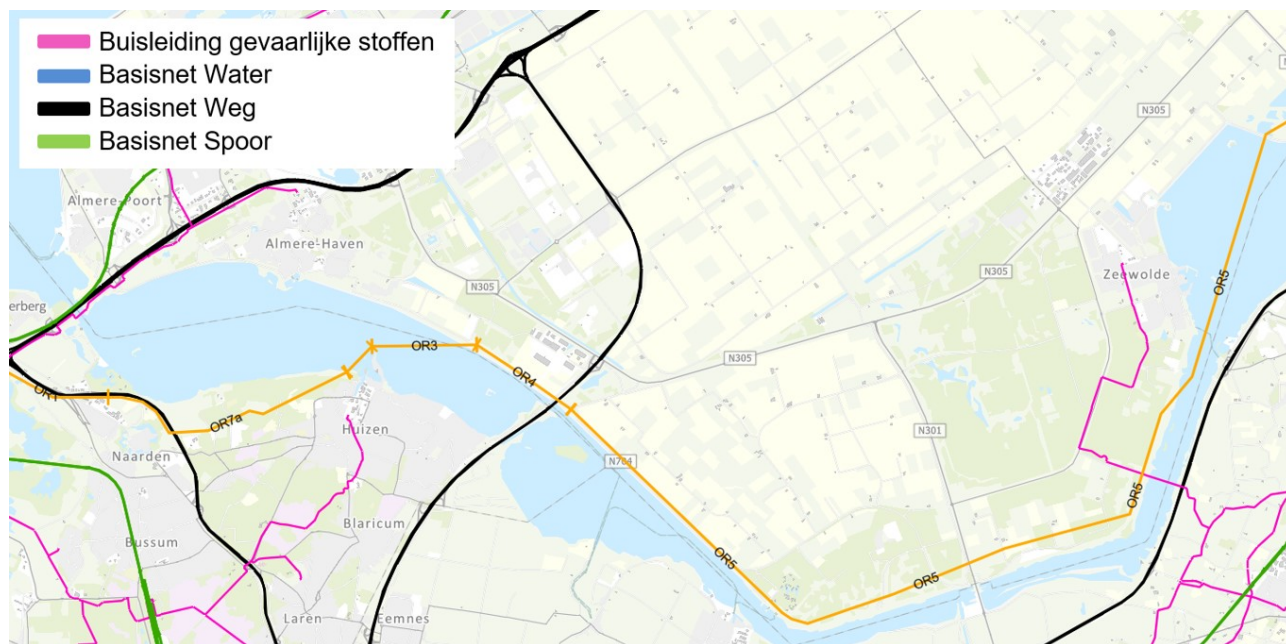 Buisleiding gevaarlijke stoffen
Basisnet Water
Basisnet Weg
Basisnet Spoor
N305
Almere-Poort
Almere-Haven
N305
Zeewolde
N305
OR5
erberg
N305
OR3
OR4
OR1
OR7a
Huizen
N301
Naarden
N704
OR5
Blaricum
Bussum
OR5
OR5
Laren
Eemnes